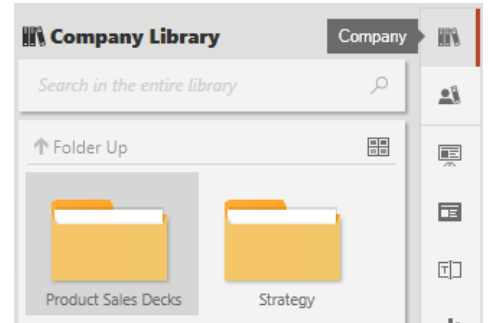 Company Library
Company
Search in the entire library
Folder Up
Product Sales Decks
Strategy